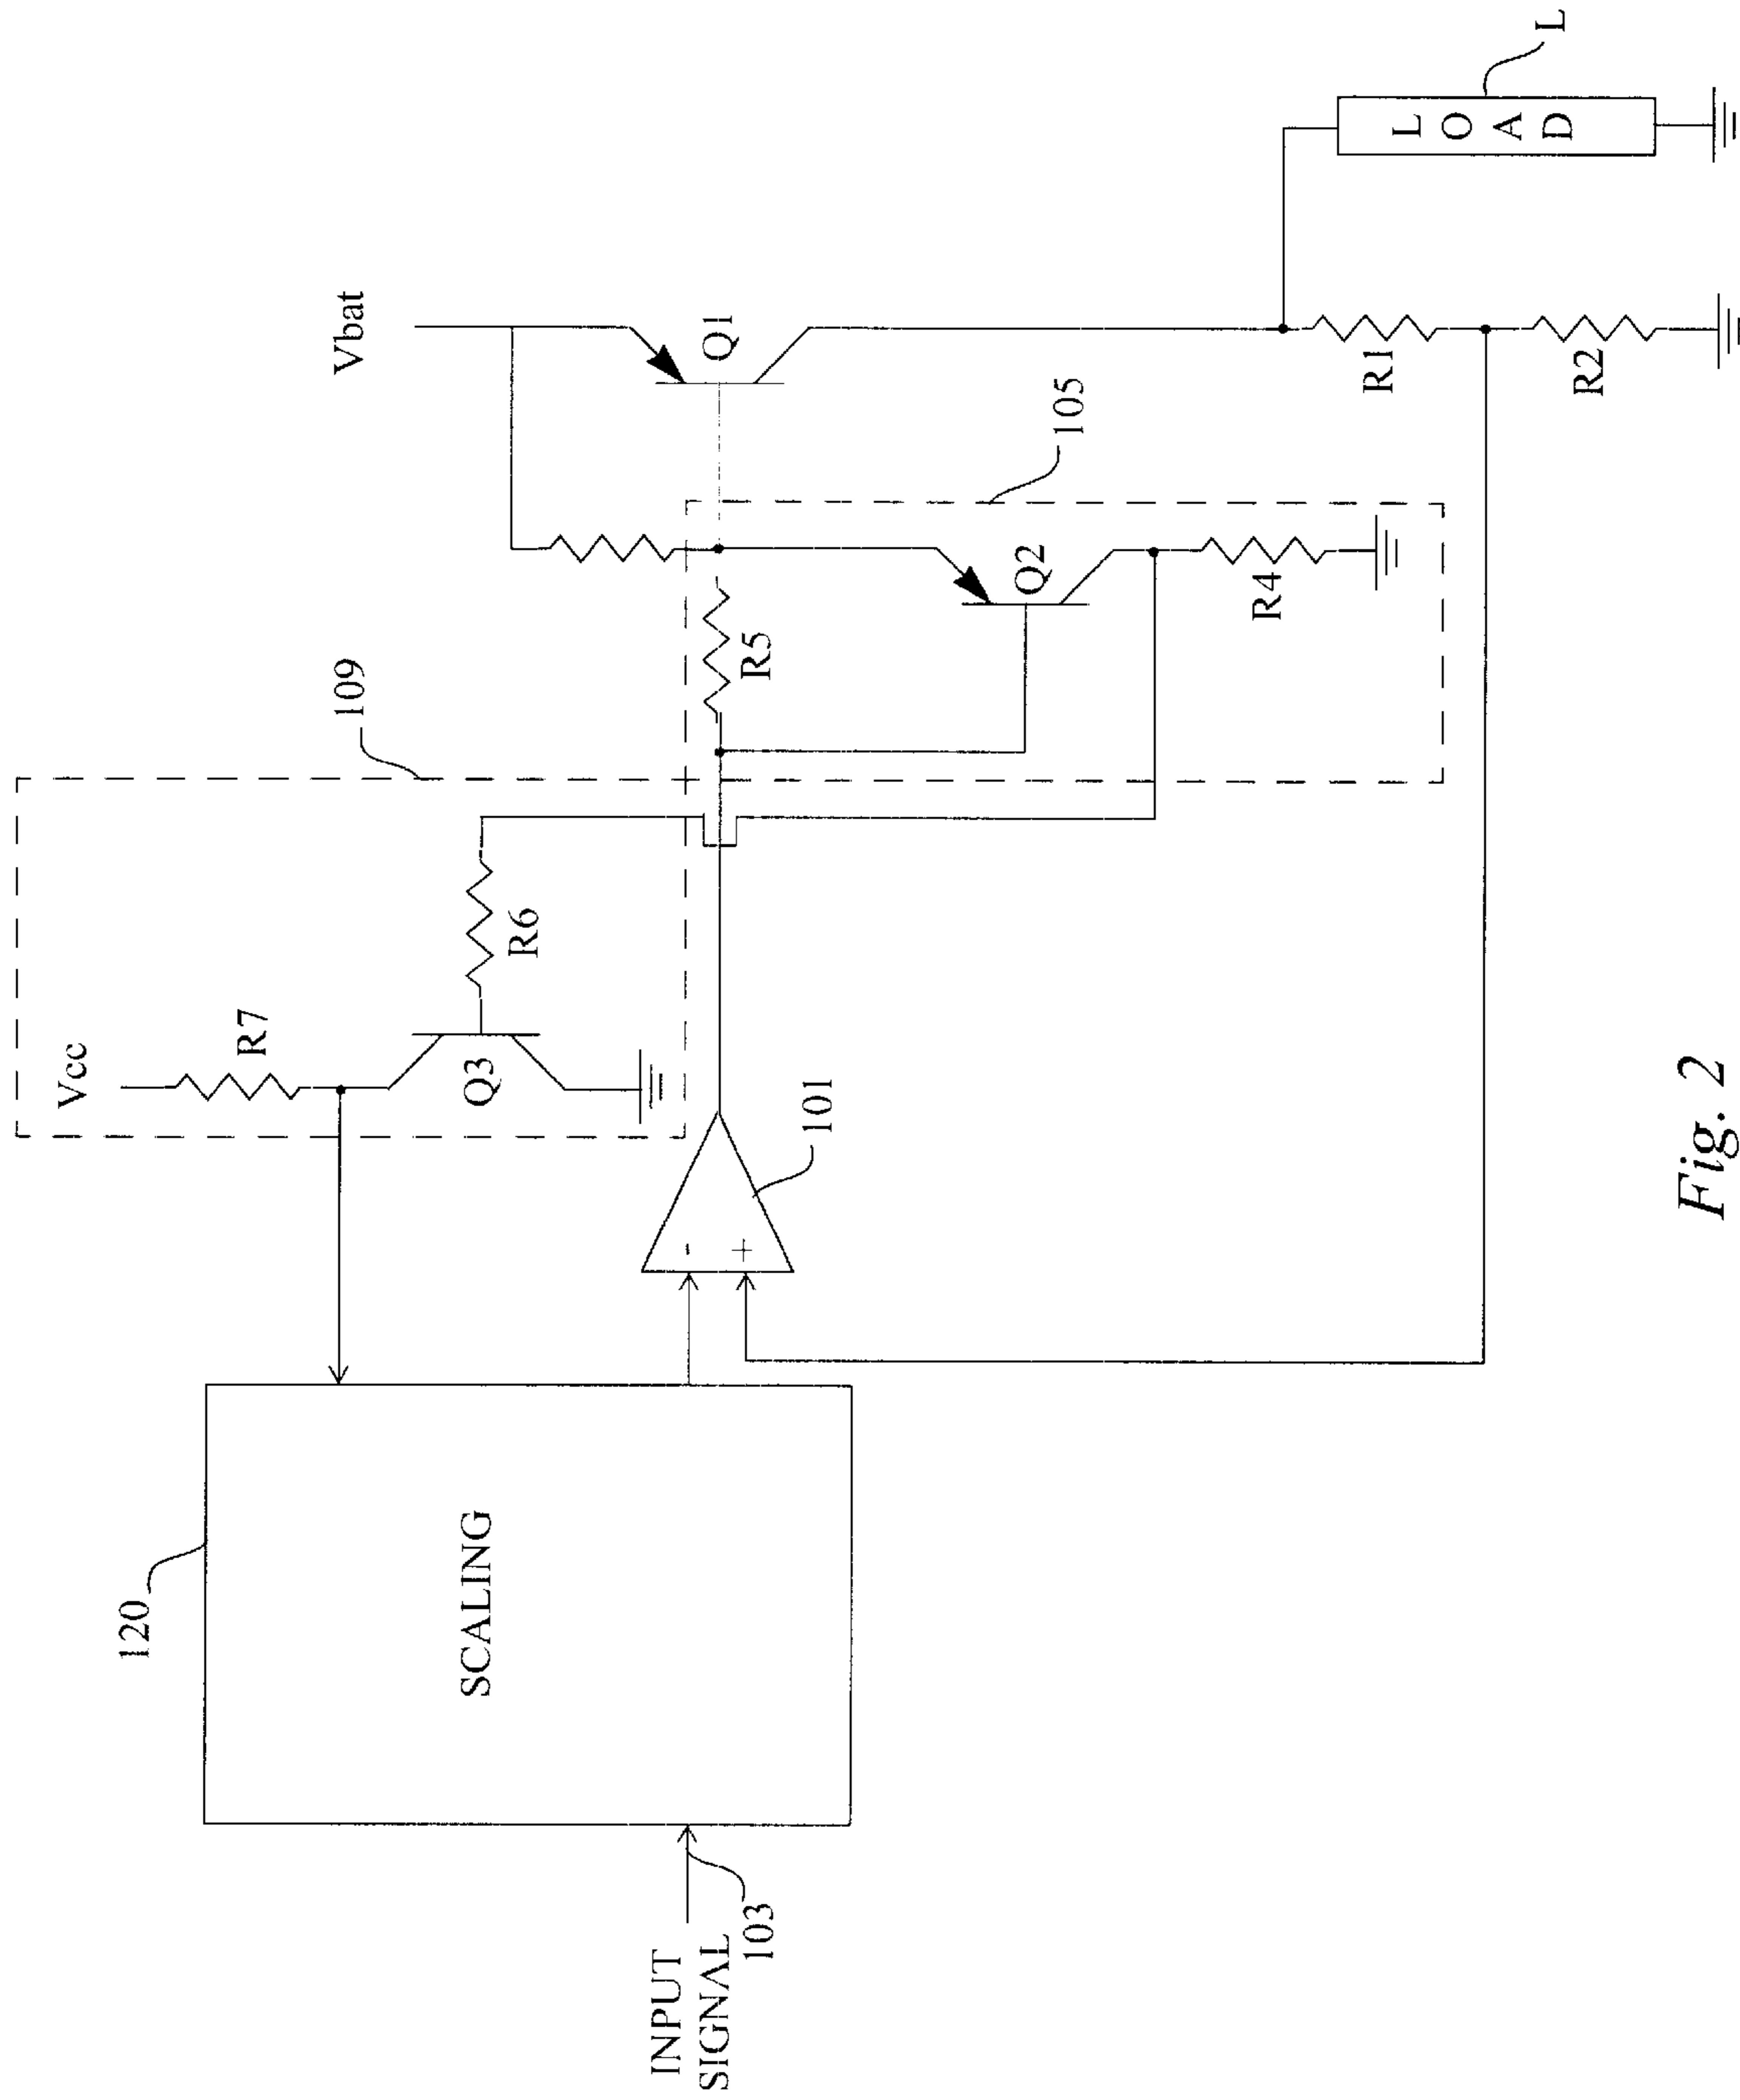 109
Vcc
R7
Vbat
120
Q3
R6
Q1
SCALING
R5
105
Q2
-
+
101
R4
INPUT
SIGNAL
103
R1
R2
LOAD
L
Fig. 2